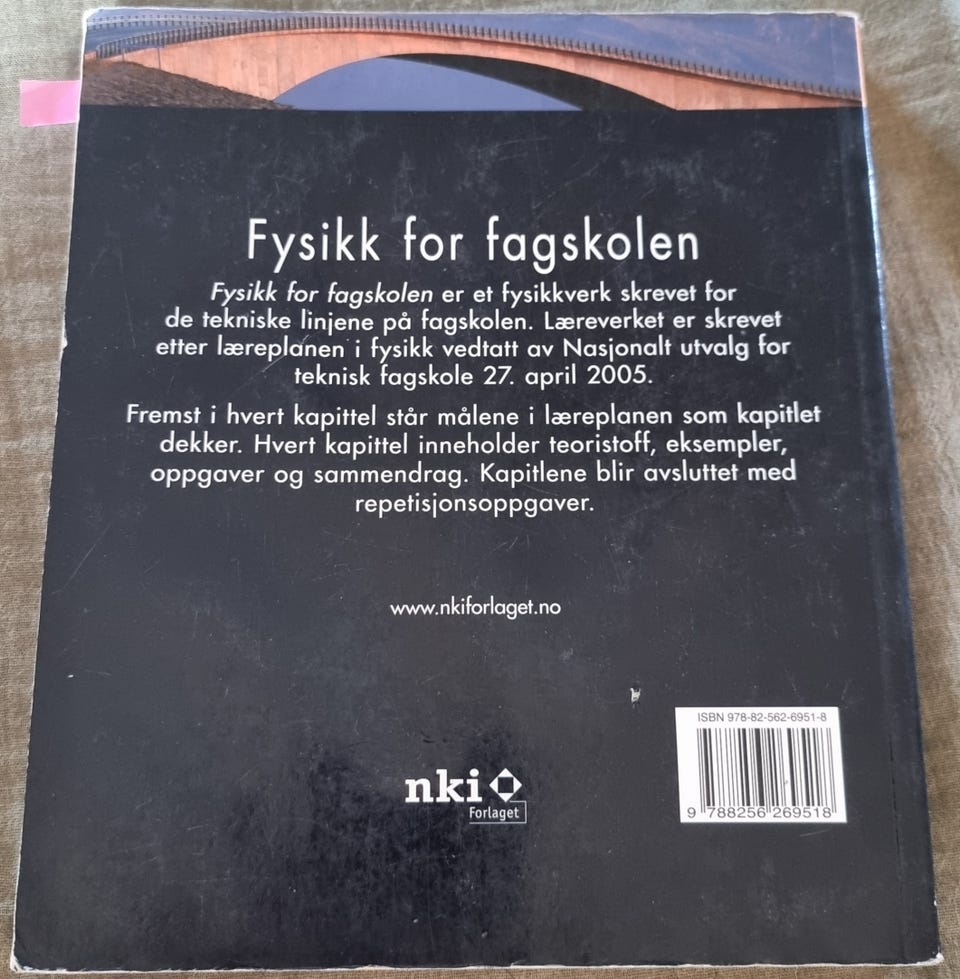 Fysikk for fagskolen
Fysikk for fagskolen er et fysikkverk skrevet for
de tekniske linjene på fagskolen. Læreverket er skrevet
etter læreplanen i fysikk vedtatt av Nasjonalt utvalg for
teknisk fagskole 27. april 2005.
Fremst i hvert kapittel står målene i læreplanen som kapitlet
dekker. Hvert kapittel inneholder teoristoff, eksempler,
oppgaver og sammendrag. Kapitlene blir avsluttet med
repetisjonsoppgaver.
www.nkiforlaget.no
ISBN 978-82-562-6951-8
9 788256 269518
nki
Forlaget